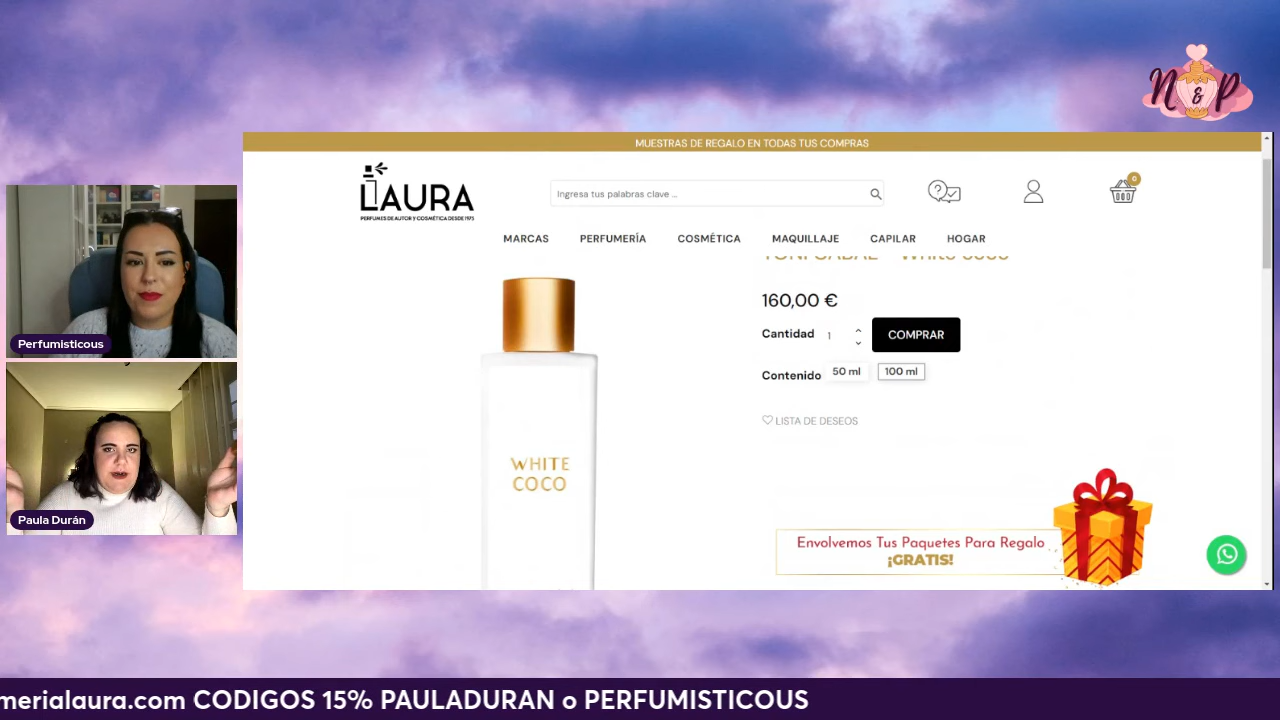 N & P
MUESTRAS DE REGALO EN TODAS TUS COMPRAS
LAURA
PERFUMES DE AUTOR Y COSMÉTICA DESDE 1973
Ingresa tus palabras clave ...
0
MARCAS PERFUMERÍA COSMÉTICA MAQUILLAJE CAPILAR HOGAR
160,00 €
Cantidad 1 COMPRAR
Contenido 50 ml 100 ml
LISTA DE DESEOS
WHITE
COCO
Envolvemos Tus Paquetes Para Regalo
¡GRATIS!
Perfumisticous
Paula Durán
merialaura.com CODIGOS 15% PAULADURAN o PERFUMISTICOUS